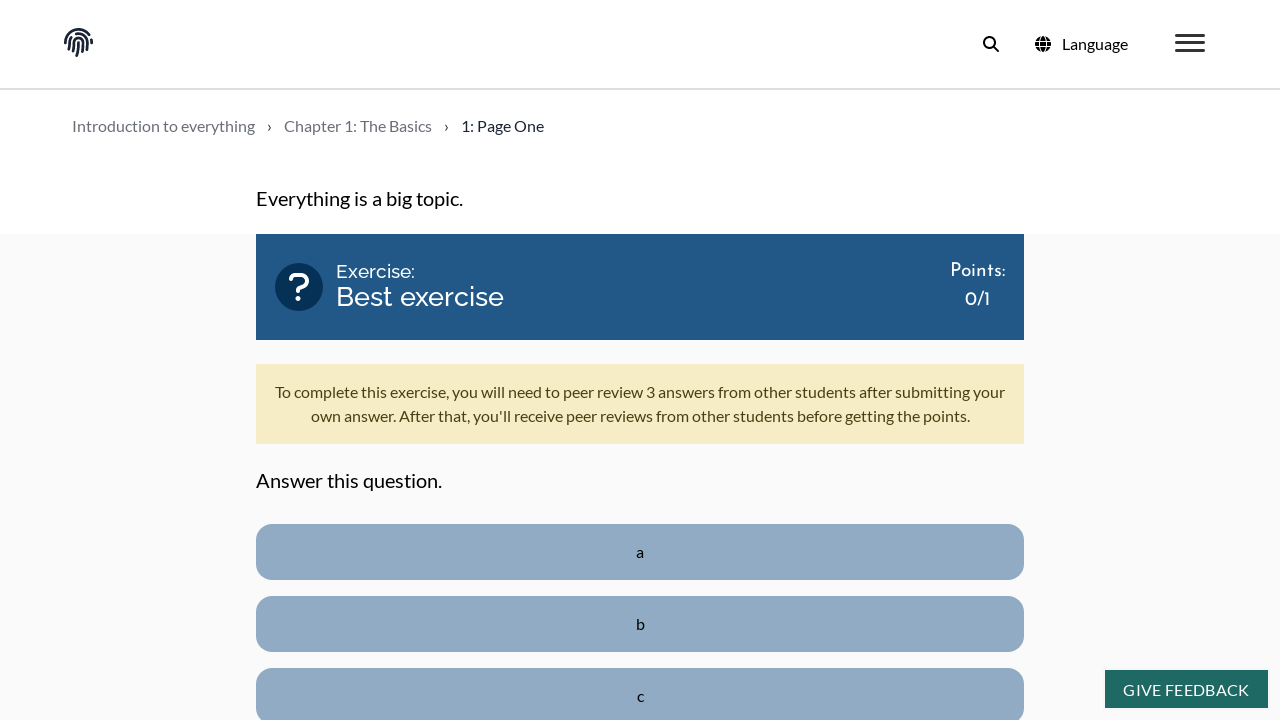 Language
Introduction to everything › Chapter 1: The Basics › 1: Page One
Everything is a big topic.
Exercise:
Best exercise
Points:
0/1
To complete this exercise, you will need to peer review 3 answers from other students after submitting your
own answer. After that, you'll receive peer reviews from other students before getting the points.
Answer this question.
a
b
c
GIVE FEEDBACK